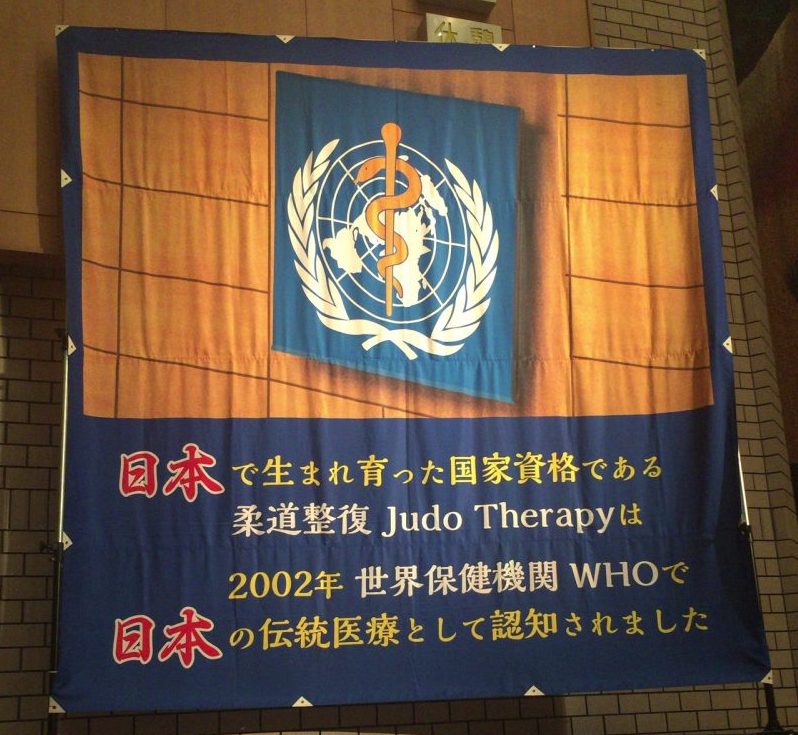 休憩
日本で生まれ育った国家資格である
柔道整復 Judo Therapyは
2002年 世界保健機関 WHOで
日本の伝統医療として認知されました